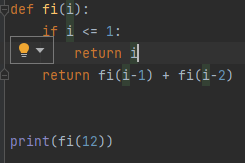 def fi(i):
    if i <= 1:
        return i
    return fi(i-1) + fi(i-2)
print(fi(12))